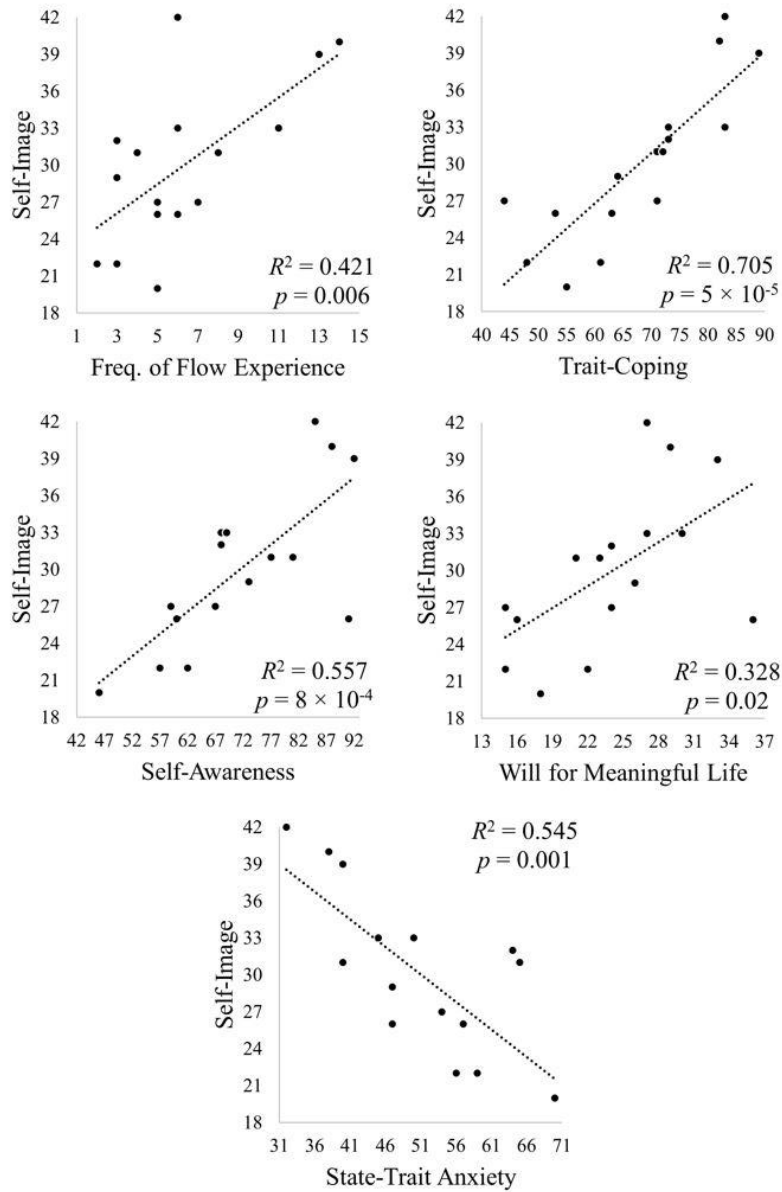 42
39
36
33
30
27
24
21
18
Self-Image
R² = 0.421
p = 0.006
1 3 5 7 9 11 13 15
Freq. of Flow Experience
42
39
36
33
30
27
24
21
18
Self-Image
R² = 0.705
p = 5 × 10⁻⁵
40 45 50 55 60 65 70 75 80 85 90
Trait-Coping
42
39
36
33
30
27
24
21
18
Self-Image
R² = 0.557
p = 8 × 10⁻⁴
42 47 52 57 62 67 72 77 82 87 92
Self-Awareness
42
39
36
33
30
27
24
21
18
Self-Image
R² = 0.328
p = 0.02
13 16 19 22 25 28 31 34 37
Will for Meaningful Life
42
39
36
33
30
27
24
21
18
Self-Image
R² = 0.545
p = 0.001
31 36 41 46 51 56 61 66 71
State-Trait Anxiety